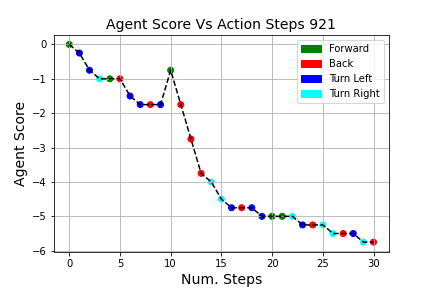 Agent Score Vs Action Steps 921
Forward
Back
Turn Left
Turn Right
Agent Score
0
−1
−2
−3
−4
−5
−6
0 5 10 15 20 25 30
Num. Steps